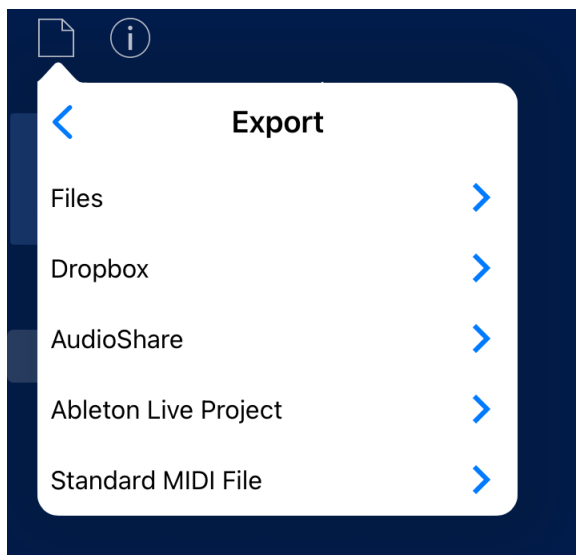 Export
Files
Dropbox
AudioShare
Ableton Live Project
Standard MIDI File